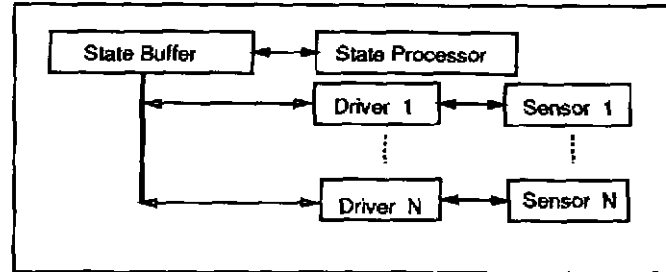 State Buffer
State Processor
Driver 1
Sensor 1
Driver N
Sensor N